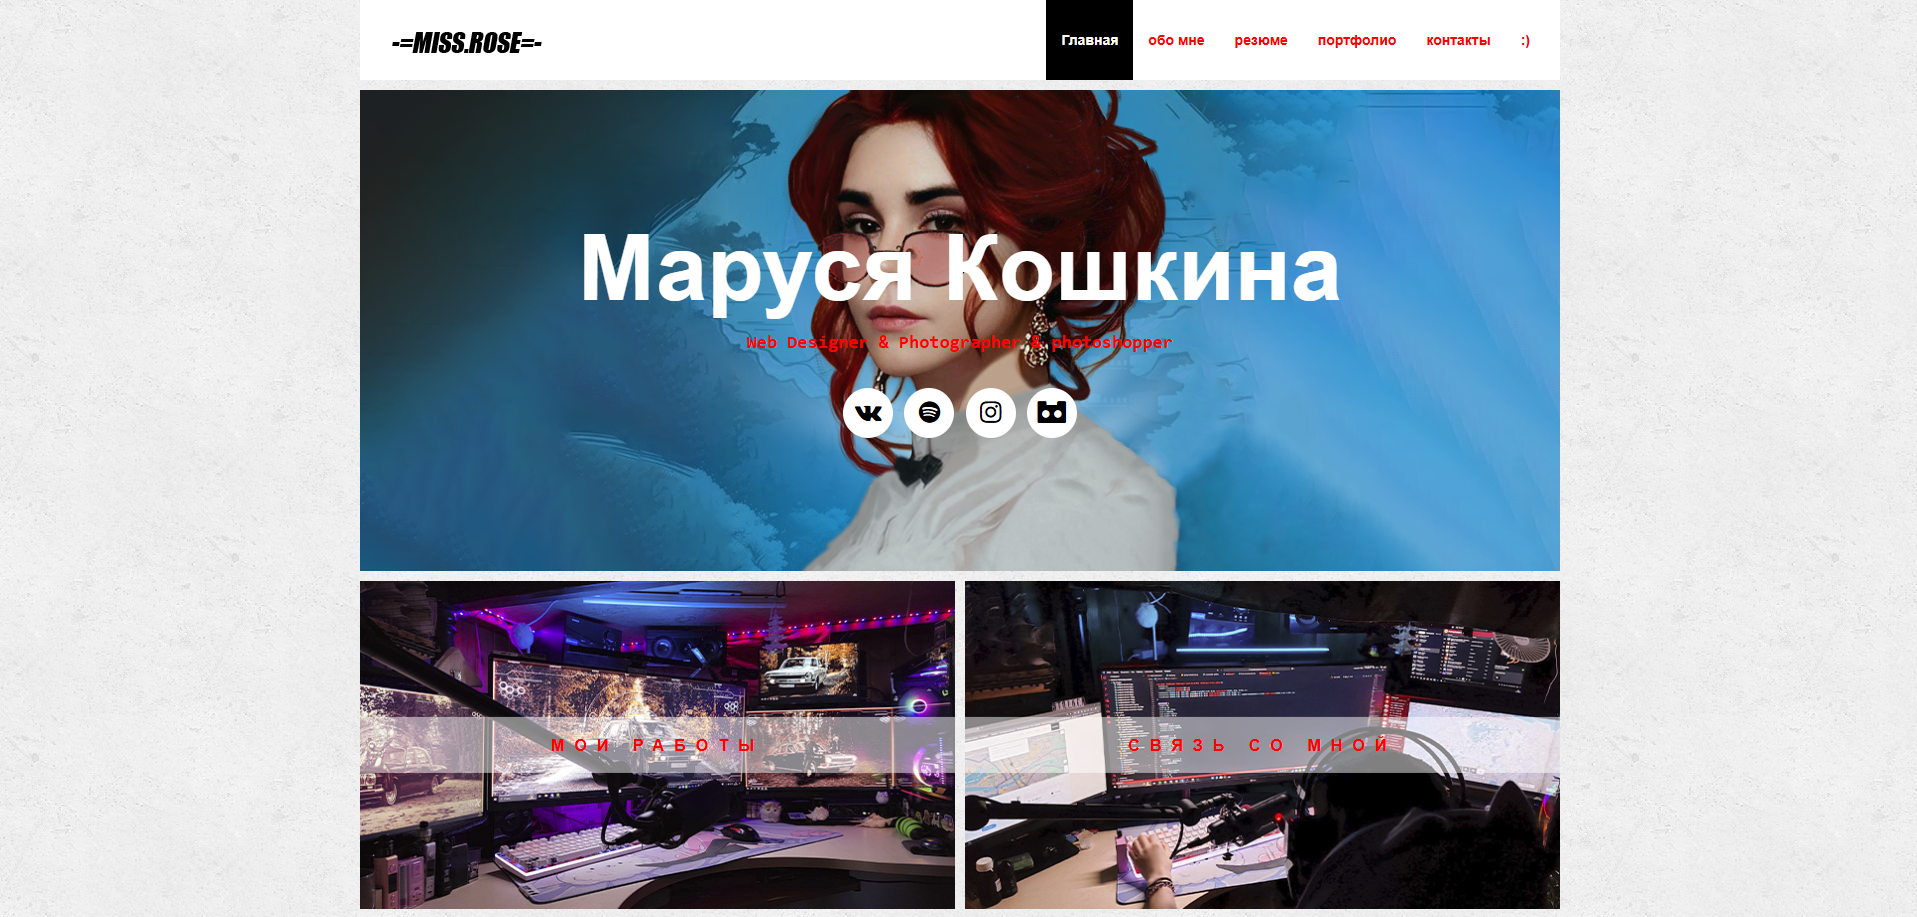 -=MISS.ROSE=-
Главная обо мне резюме портфолио контакты :)
Маруся Кошкина
Web Designer & Photographer & photoshopper
МОИ РАБОТЫ
СВЯЗЬ СО МНОЙ